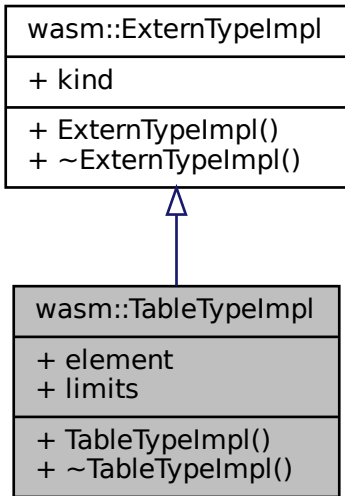 wasm::ExternTypeImpl
+ kind
+ ExternTypeImpl()
+ ~ExternTypeImpl()
wasm::TableTypeImpl
+ element
+ limits
+ TableTypeImpl()
+ ~TableTypeImpl()